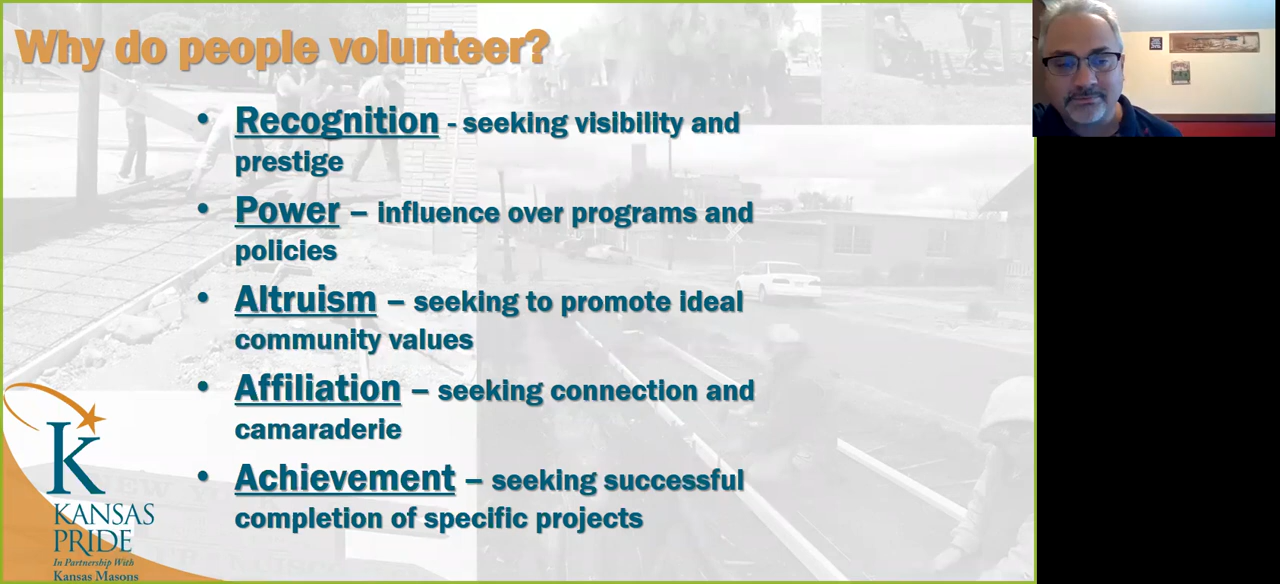 Why do people volunteer?
• Recognition - seeking visibility and
prestige
• Power – influence over programs and
policies
• Altruism – seeking to promote ideal
community values
• Affiliation – seeking connection and
camaraderie
• Achievement – seeking successful
completion of specific projects
K
KANSAS
PRIDE
In Partnership With
Kansas Masons